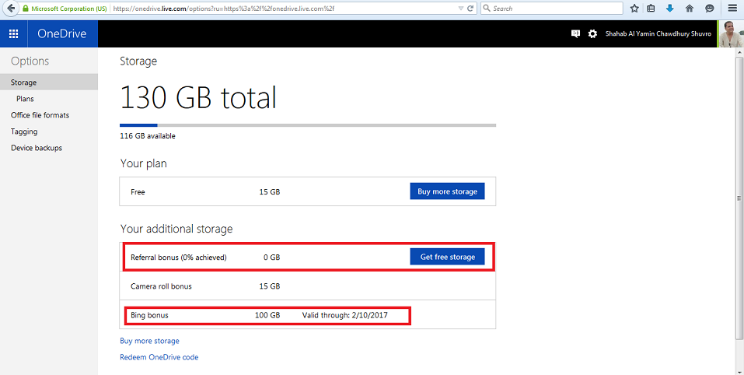 Microsoft Corporation (US)
https://onedrive.live.com/options?ru=https%3a%2f%2fonedrive.live.com%2f
Search
OneDrive
Shahab Al Yamin Chawdhury Shuvro
Options
Storage
Plans
Office file formats
Tagging
Device backups
Storage
130 GB total
116 GB available
Your plan
Free 15 GB Buy more storage
Your additional storage
Referral bonus (0% achieved) 0 GB Get free storage
Camera roll bonus 15 GB
Bing bonus 100 GB Valid through: 2/10/2017
Buy more storage
Redeem OneDrive code